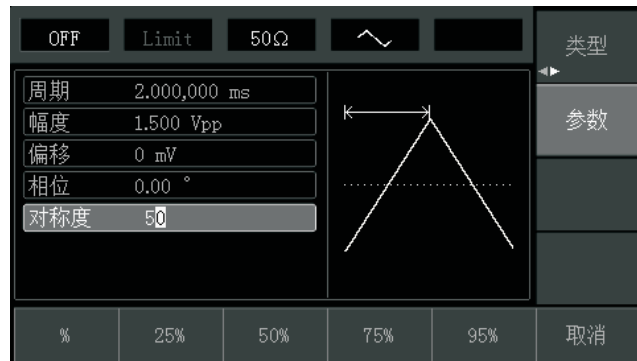 OFF Limit 50Ω
类型
周期 2.000,000 ms
幅度 1.500 Vpp
参数
偏移 0 mV
相位 0.00 °
对称度 50
% 25% 50% 75% 95% 取消